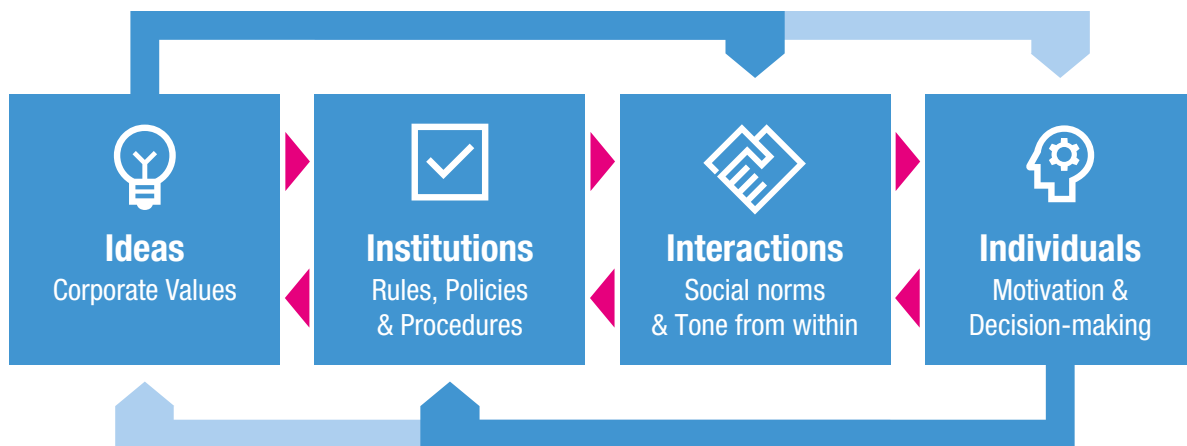 Ideas
Corporate Values
Institutions
Rules, Policies
& Procedures
Interactions
Social norms
& Tone from within
Individuals
Motivation &
Decision-making